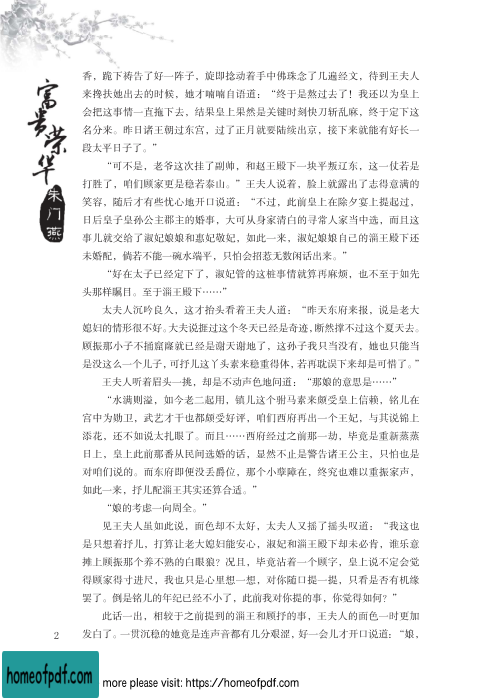 富贵荣华
朱门燕
香，跪下祷告了好一阵子，旋即捻动着手中佛珠念了几遍经文，待到王夫人
来搀扶她出去的时候，她才喃喃自语道：“终于是熬过去了！我还以为皇上
会把这事情一直拖下去，结果皇上果然是关键时刻快刀斩乱麻，终于定下这
名分来。昨日诸王朝过东宫，过了正月就要陆续出京，接下来就能有好长一
段太平日子了。”
“可不是，老爷这次挂了副帅，和赵王殿下一块平叛辽东，这一仗若是
打胜了，咱们顾家更是稳若泰山。”王夫人说着，脸上就露出了志得意满的
笑容，随后才有些忧心地开口说道：“不过，此前皇上在除夕宴上提起过，
日后皇子皇孙公主郡主的婚事，大可从身家清白的寻常人家当中选，而且这
事儿就交给了淑妃娘娘和惠妃敬妃，如此一来，淑妃娘娘自己的淄王殿下还
未婚配，倘若不能一碗水端平，只怕会招惹无数闲话出来。”
“好在太子已经定下了，淑妃管的这桩事情就算再麻烦，也不至于如先
头那样瞩目。至于淄王殿下……”
太夫人沉吟良久，这才抬头看着王夫人道：“昨天东府来报，说是老大
媳妇的情形很不好。大夫说捱过这个冬天已经是奇迹，断然撑不过这个夏天去。
顾振那小子不捅窟窿就已经是谢天谢地了，这孙子我只当没有，她也只能当
是没这么一个儿子，可抒儿这丫头素来稳重得体，若再耽误下来却是可惜了。”
王夫人听着眉头一挑，却是不动声色地问道：“那娘的意思是……”
“水满则溢，如今老二起用，镇儿这个驸马素来颇受皇上信赖，铭儿在
宫中为勋卫，武艺才干也都颇受好评，咱们西府再出一个王妃，与其说锦上
添花，还不如说太扎眼了。而且……西府经过之前那一劫，毕竟是重新蒸蒸
日上，皇上此前那番从民间选婚的话，显然不止是警告诸王公主，只怕也是
对咱们说的。而东府即便没丢爵位，那个小孽障在，终究也难以重振家声，
如此一来，抒儿配淄王其实还算合适。”
“娘的考虑一向周全。”
见王夫人虽如此说，面色却不太好，太夫人又摇了摇头叹道：“我这也
是只想着抒儿，打算让老大媳妇能安心，淑妃和淄王殿下却未必肯，谁乐意
摊上顾振那个养不熟的白眼狼？况且，毕竟沾着一个顾字，皇上说不定会觉
得顾家得寸进尺，我也只是心里想一想，对你随口提一提，只看是否有机缘
罢了。倒是铭儿的年纪已经不小了，此前我对你提的事，你觉得如何？”
此话一出，相较于之前提到的淄王和顾抒的事，王夫人的面色一时更加
发白了。一贯沉稳的她竟是连声音都有几分艰涩，好一会儿才开口说道：“娘，
2
homeofpdf.com
more please visit: https://homeofpdf.com